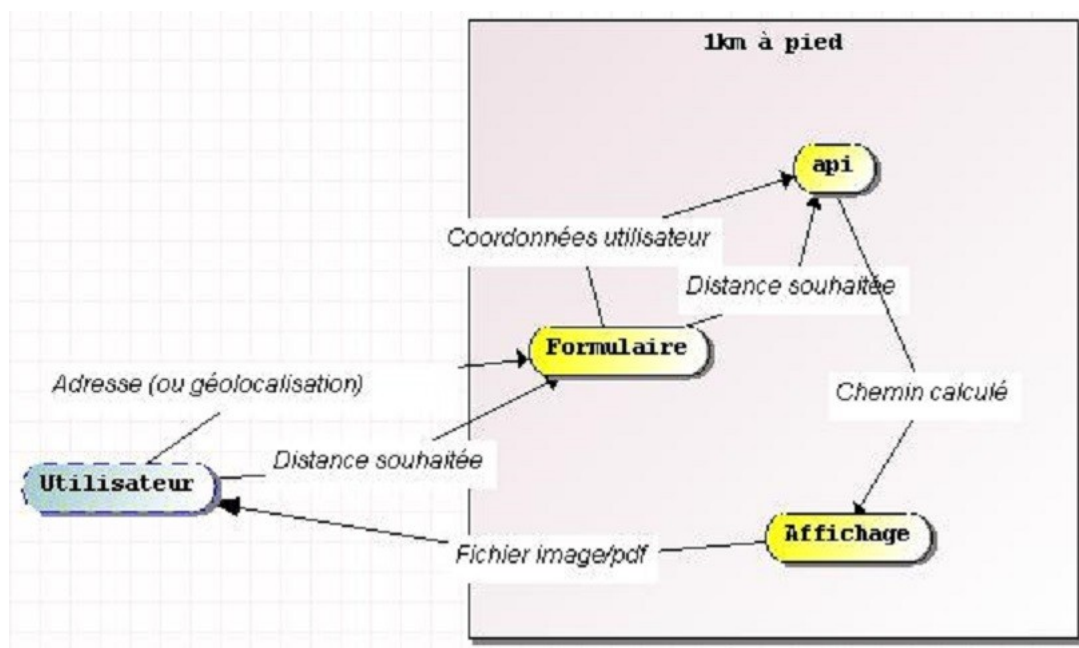 1km à pied
api
Coordonnées utilisateur
Distance souhaitée
Formulaire
Adresse (ou géolocalisation)
Chemin calculé
Distance souhaitée
Utilisateur
Affichage
Fichier image/pdf